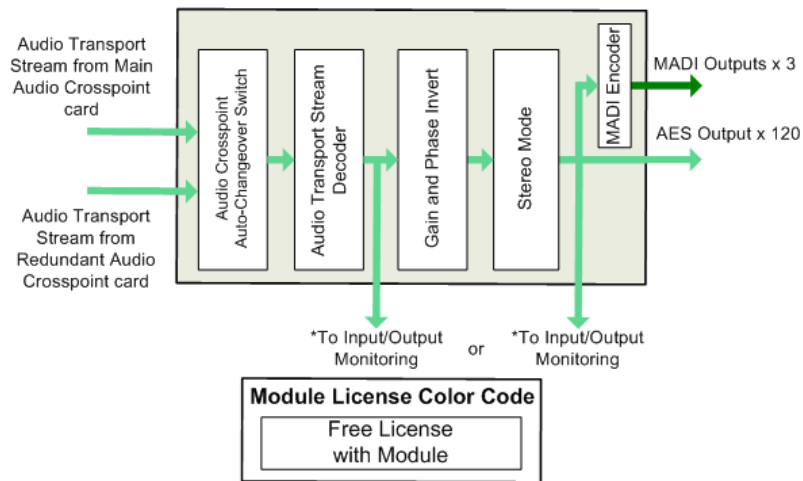 Audio Transport
Stream from Main
Audio Crosspoint
card
Audio Transport
Stream from
Redundant Audio
Crosspoint card
Audio Crosspoint
Auto-Changeover Switch
Audio Transport Stream
Decoder
Gain and Phase Invert
Stereo Mode
MADI Encoder
MADI Outputs x 3
AES Output x 120
*To Input/Output
Monitoring
or
*To Input/Output
Monitoring
Module License Color Code
Free License
with Module